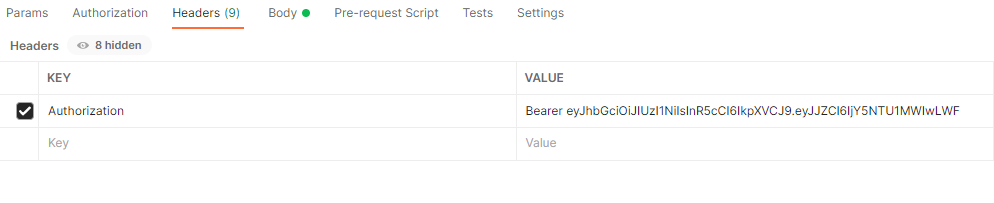 Params Authorization Headers (9) Body Pre-request Script Tests Settings
Headers 8 hidden
KEY VALUE
Authorization Bearer eyJhbGciOiJIUzI1NiIsInR5cCI6IkpXVCJ9.eyJJZCI6IjY5NTU1MWIwLWF
Key Value